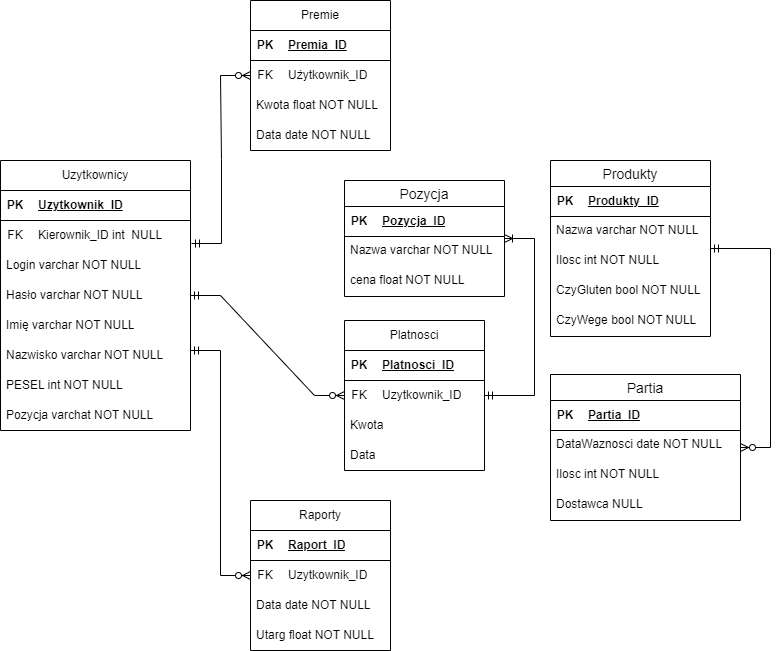 Premie
PK Premia_ID
FK Użytkownik_ID
Kwota float NOT NULL
Data date NOT NULL
Uzytkownicy
PK Uzytkownik_ID
FK Kierownik_ID int  NULL
Login varchar NOT NULL
Hasło varchar NOT NULL
Imię varchar NOT NULL
Nazwisko varchar NOT NULL
PESEL int NOT NULL
Pozycja varchat NOT NULL
Pozycja
PK Pozycja_ID
Nazwa varchar NOT NULL
cena float NOT NULL
Produkty
PK Produkty_ID
Nazwa varchar NOT NULL
Ilosc int NOT NULL
CzyGluten bool NOT NULL
CzyWege bool NOT NULL
Platnosci
PK Platnosci_ID
FK Uzytkownik_ID
Kwota
Data
Partia
PK Partia_ID
DataWaznosci date NOT NULL
Ilosc int NOT NULL
Dostawca NULL
Raporty
PK Raport_ID
FK Uzytkownik_ID
Data date NOT NULL
Utarg float NOT NULL